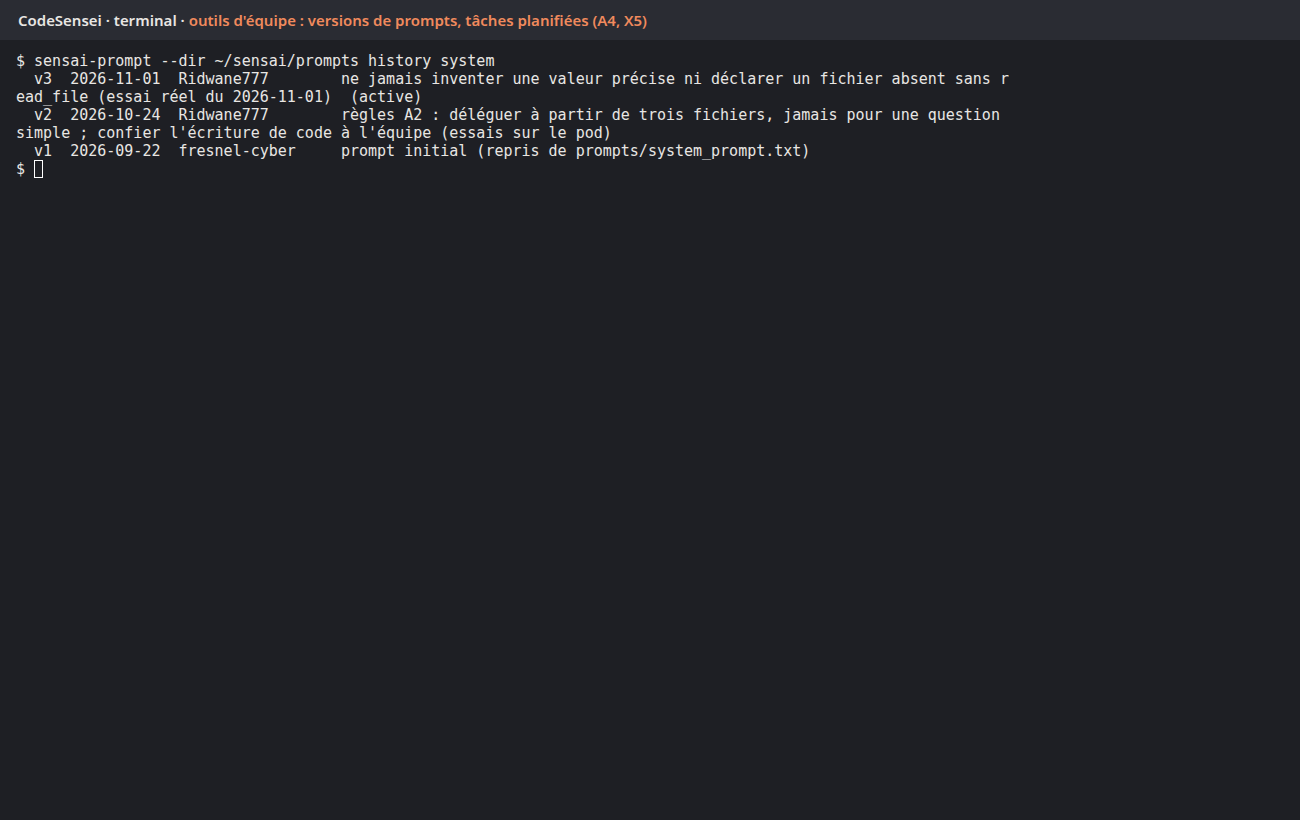 CodeSensei · terminal · outils d'équipe : versions de prompts, tâches planifiées (A4, X5)
$ sensai-prompt --dir ~/sensai/prompts history system
  v3  2026-11-01  Ridwane777        ne jamais inventer une valeur précise ni déclarer un fichier absent sans r
ead_file (essai réel du 2026-11-01)  (active)
  v2  2026-10-24  Ridwane777        règles A2 : déléguer à partir de trois fichiers, jamais pour une question
simple ; confier l'écriture de code à l'équipe (essais sur le pod)
  v1  2026-09-22  fresnel-cyber     prompt initial (repris de prompts/system_prompt.txt)
$